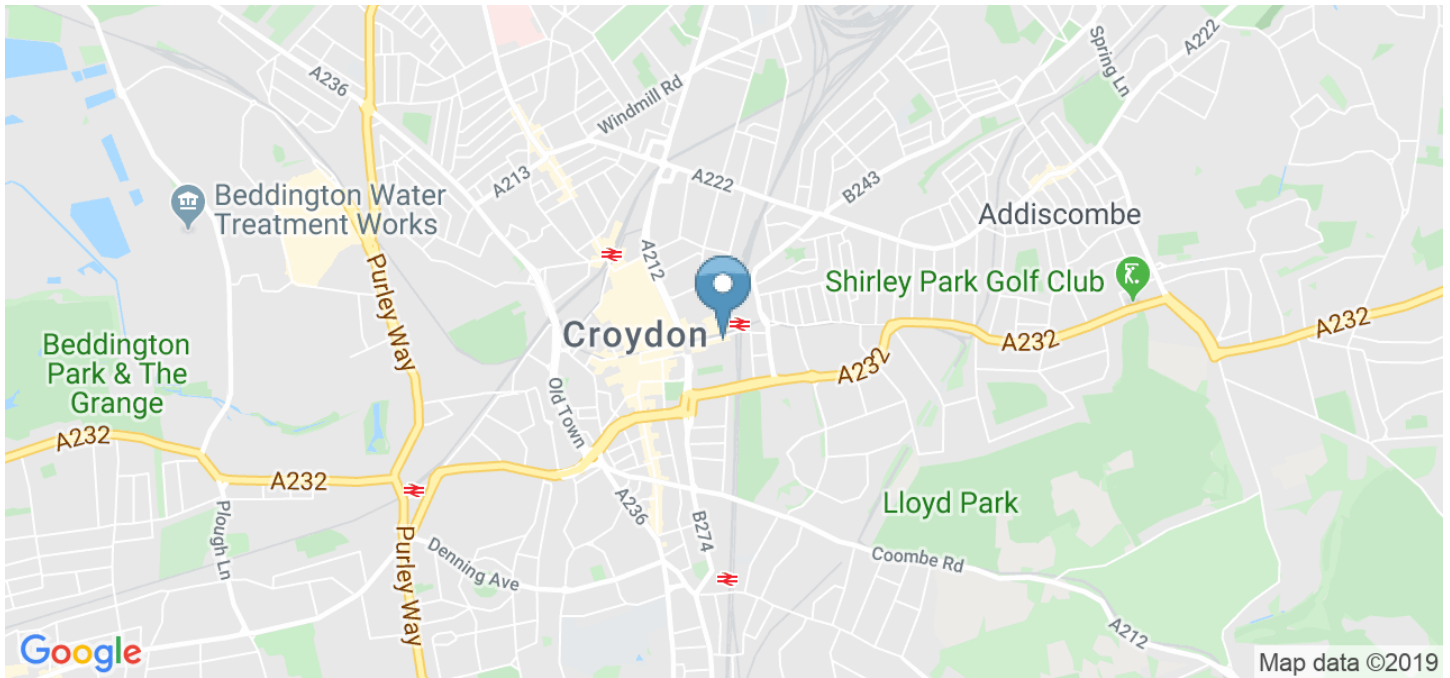 A236
Windmill Rd
Spring Ln
A222
A213
A222
B243
Beddington Water
Treatment Works
Addiscombe
A212
Purley Way
Shirley Park Golf Club
Croydon
A232
A232
A232
Beddington
Park & The
Grange
Old Town
A232
A232
Lloyd Park
Plough Ln
A236
B274
Purley Way
Denning Ave
Coombe Rd
A212
Google
Map data ©2019